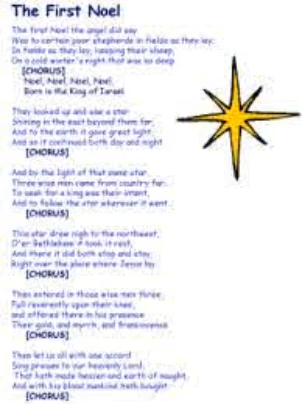 The First Noel
The first Noel the angel did say
Was to certain poor shepherds in fields as they lay;
In fields as they lay, keeping their sheep,
On a cold winter's night that was so deep.
[CHORUS]
Noel, Noel, Noel, Noel,
Born is the King of Israel.
They looked up and saw a star
Shining in the east beyond them far,
And to the earth it gave great light,
And so it continued both day and night.
[CHORUS]
And by the light of that same star,
Three wise men came from country far;
To seek for a king was their intent,
And to follow the star wherever it went.
[CHORUS]
This star drew nigh to the northwest,
O'er Bethlehem it took it rest,
And there it did both stop and stay
Right over the place where Jesus lay.
[CHORUS]
Then entered in those wise men three,
Full reverently upon their knee,
and offered there in his presence
Their gold, and myrrh, and frankincense.
[CHORUS]
Then let us all with one accord
Sing praises to our heavenly Lord;
That hath made heaven and earth of naught,
And with his blood mankind hath bought.
[CHORUS]